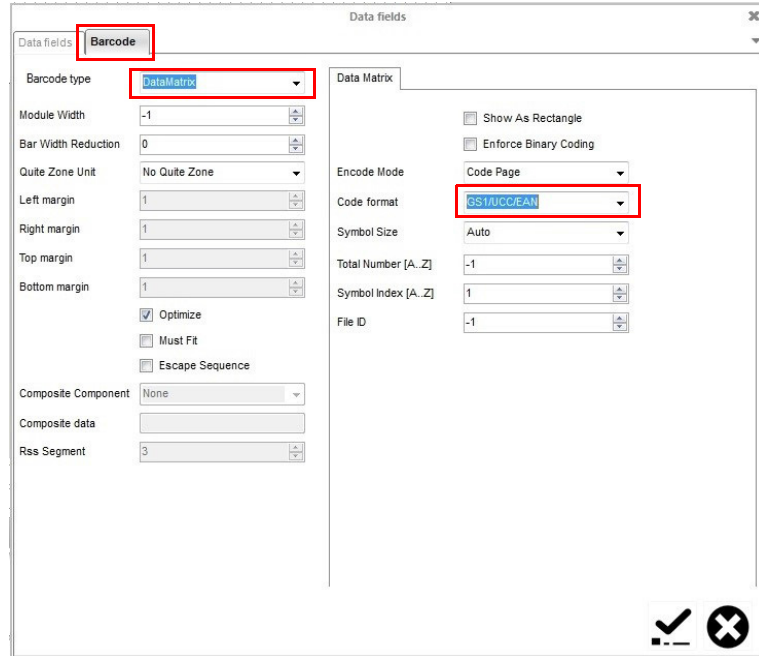 Data fields
Data fields Barcode
Barcode type DataMatrix
Module Width -1
Bar Width Reduction 0
Quite Zone Unit No Quite Zone
Left margin 1
Right margin 1
Top margin 1
Bottom margin 1
Optimize
Must Fit
Escape Sequence
Composite Component None
Composite data
Rss Segment 3
Data Matrix
Show As Rectangle
Enforce Binary Coding
Encode Mode Code Page
Code format GS1/UCC/EAN
Symbol Size Auto
Total Number [A..Z] -1
Symbol Index [A..Z] 1
File ID -1